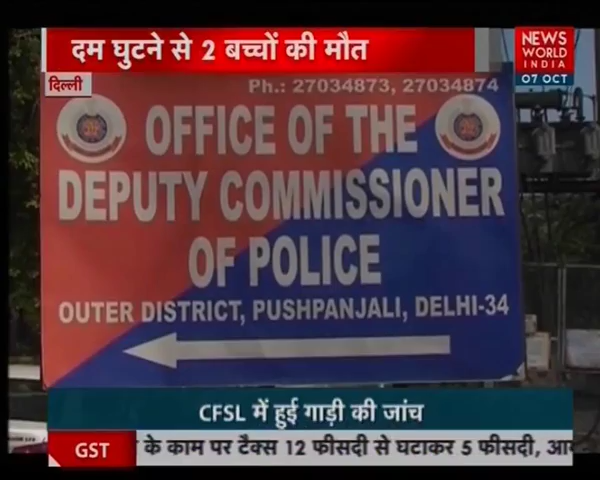 दम घुटने से 2 बच्चों की मौत
NEWS
WORLD
INDIA
07 OCT
दिल्ली
Ph.: 27034873, 27034874
OFFICE OF THE
DEPUTY COMMISSIONER
OF POLICE
OUTER DISTRICT, PUSHPANJALI, DELHI-34
CFSL में हुई गाड़ी की जांच
GST
के काम पर टैक्स 12 फीसदी से घटाकर 5 फीसदी,